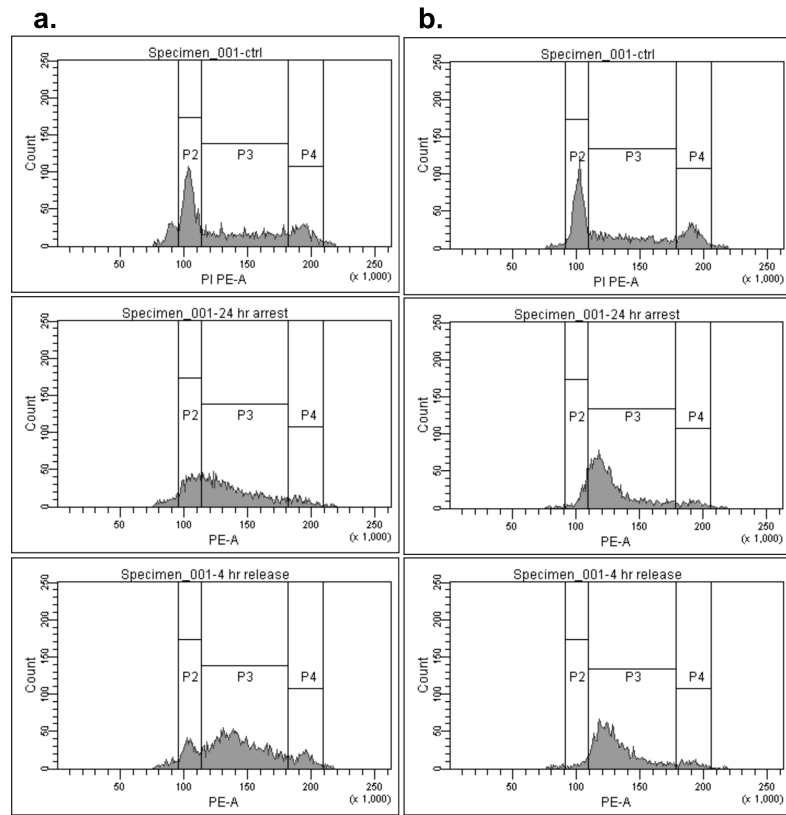 a.
Specimen_001-ctrl
Count
0 50 100 150 200 250
P2 P3 P4
50 100 150 200 250
PI PE-A
(x 1,000)
Specimen_001-24 hr arrest
Count
0 50 100 150 200 250
P2 P3 P4
50 100 150 200 250
PE-A
(x 1,000)
Specimen_001-4 hr release
Count
0 50 100 150 200 250
P2 P3 P4
50 100 150 200 250
PE-A
(x 1,000)
b.
Specimen_001-ctrl
Count
0 50 100 150 200 250
P2 P3 P4
50 100 150 200 250
PI PE-A
(x 1,000)
Specimen_001-24 hr arrest
Count
0 50 100 150 200 250
P2 P3 P4
50 100 150 200 250
PE-A
(x 1,000)
Specimen_001-4 hr release
Count
0 50 100 150 200 250
P2 P3 P4
50 100 150 200 250
PE-A
(x 1,000)